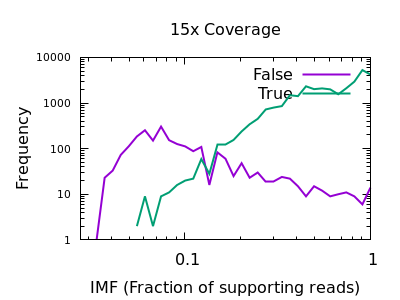 15x Coverage
10000
1000
100
10
1
0.1
1
False
True
Frequency
IMF (Fraction of supporting reads)